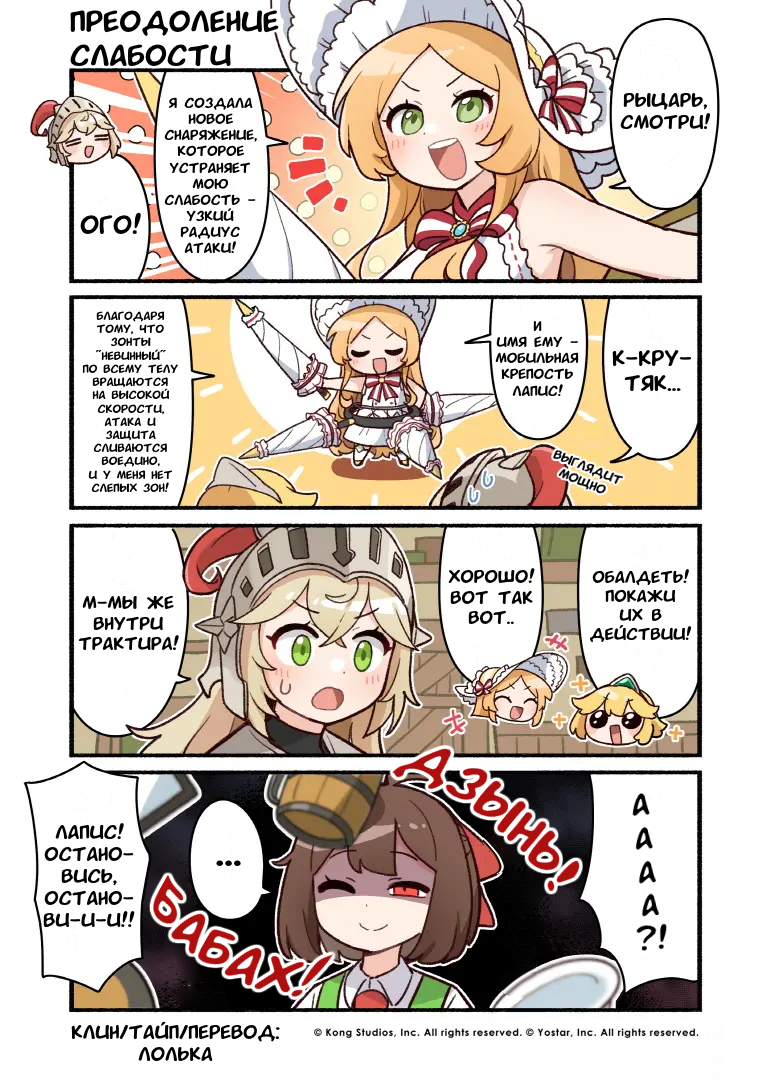 ПРЕОДОЛЕНИЕ
СЛАБОСТИ
РЫЦАРЬ,
СМОТРИ!
Я СОЗДАЛА
НОВОЕ
СНАРЯЖЕНИЕ,
КОТОРОЕ
УСТРАНЯЕТ
МОЮ
СЛАБОСТЬ –
УЗКИЙ
РАДИУС
АТАКИ!
ОГО!
К-КРУ-
ТЯК...
И
ИМЯ ЕМУ –
МОБИЛЬНАЯ
КРЕПОСТЬ
ЛАПИС!
БЛАГОДАРЯ
ТОМУ, ЧТО
ЗОНТЫ
"НЕВИННЫЙ"
ПО ВСЕМУ ТЕЛУ
ВРАЩАЮТСЯ
НА ВЫСОКОЙ
СКОРОСТИ,
АТАКА И
ЗАЩИТА
СЛИВАЮТСЯ
ВОЕДИНО,
И У МЕНЯ НЕТ
СЛЕПЫХ ЗОН!
ВЫГЛЯДИТ
МОЩНО
ОБАЛДЕТЬ!
ПОКАЖИ
ИХ В
ДЕЙСТВИИ!
ХОРОШО!
ВОТ ТАК
ВОТ..
М-МЫ ЖЕ
ВНУТРИ
ТРАКТИРА!
А
А
А
А
?!
ДЗЫНЬ!
...
БАБАХ!
ЛАПИС!
ОСТАНО-
ВИСЬ,
ОСТАНО-
ВИ-И-И!!
КЛИН/ТАЙП/ПЕРЕВОД:
ЛОЛЬКА
© Kong Studios, Inc. All rights reserved. © Yostar, Inc. All rights reserved.